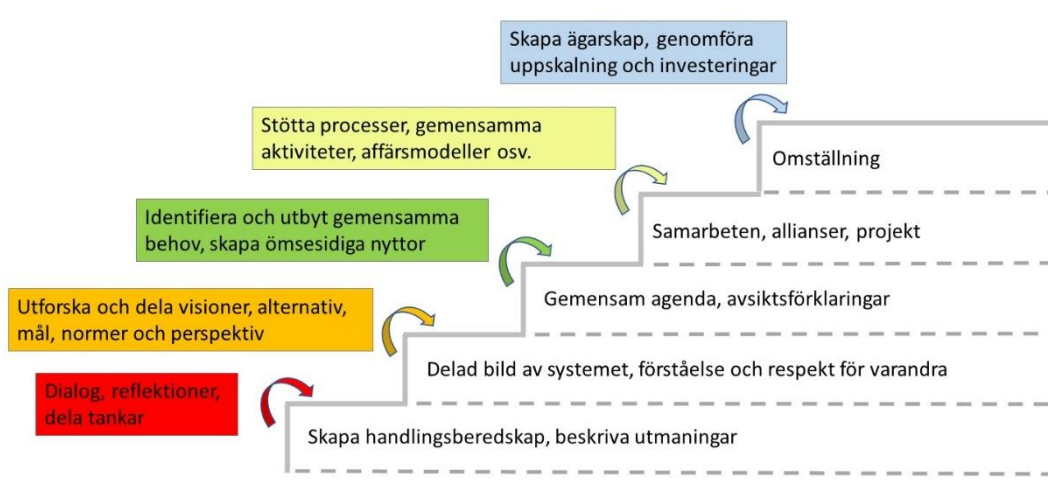 Skapa ägarskap, genomföra
uppskalning och investeringar
Omställning
Stötta processer, gemensamma
aktiviteter, affärsmodeller osv.
Samarbeten, allianser, projekt
Identifiera och utbyt gemensamma
behov, skapa ömsesidiga nyttor
Gemensam agenda, avsiktsförklaringar
Utforska och dela visioner, alternativ,
mål, normer och perspektiv
Delad bild av systemet, förståelse och respekt för varandra
Dialog, reflektioner,
dela tankar
Skapa handlingsberedskap, beskriva utmaningar